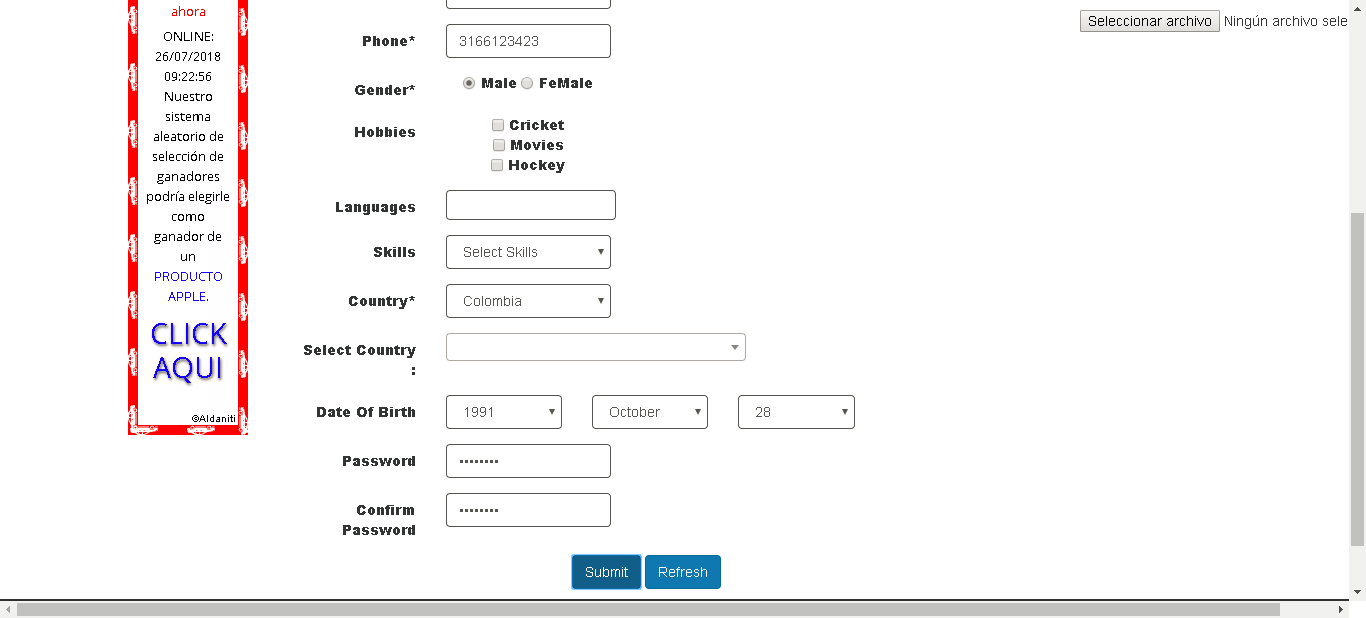 ahora
ONLINE:
26/07/2018
09:22:56
Nuestro
sistema
aleatorio de
selección de
ganadores
podría elegirle
como
ganador de
un
PRODUCTO
APPLE.
CLICK
AQUI
©Aldaniti
Seleccionar archivo Ningún archivo sele
Phone* 3166123423
Gender* Male FeMale
Hobbies Cricket
Movies
Hockey
Languages
Skills Select Skills
Country* Colombia
Select Country
:
Date Of Birth 1991 October 28
Password ••••••••
Confirm ••••••••
Password
Submit Refresh